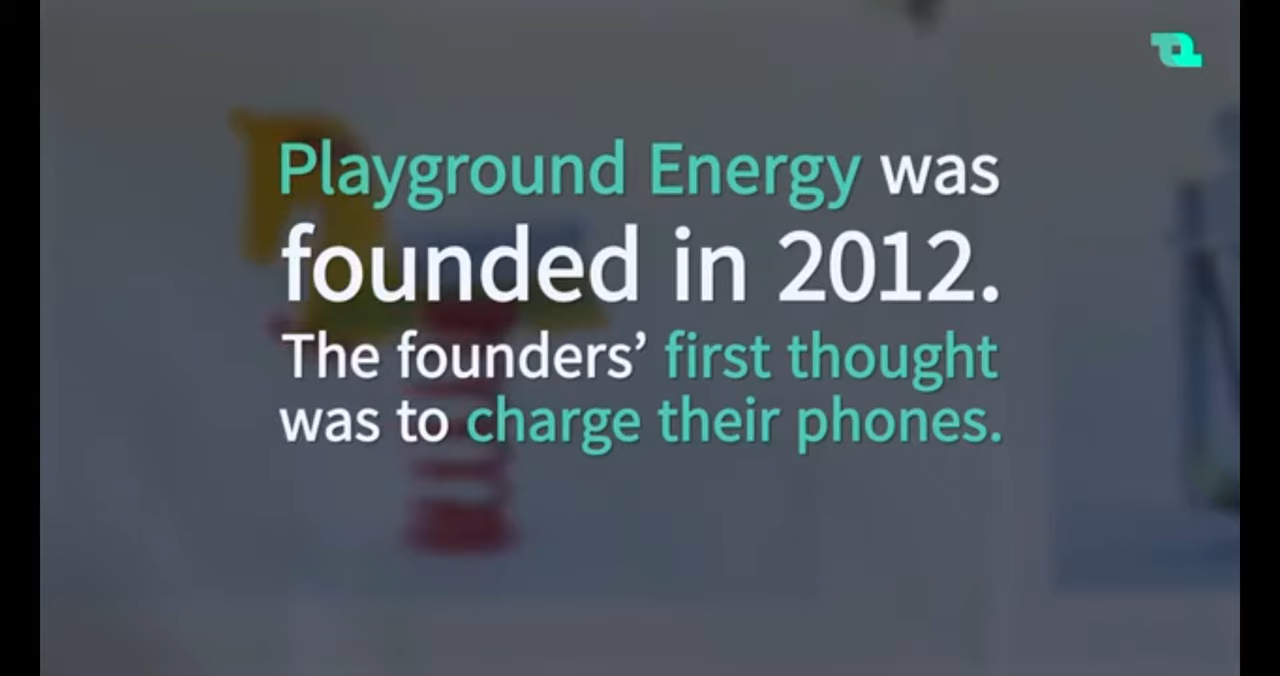 Playground Energy was
founded in 2012.
The founders’ first thought
was to charge their phones.